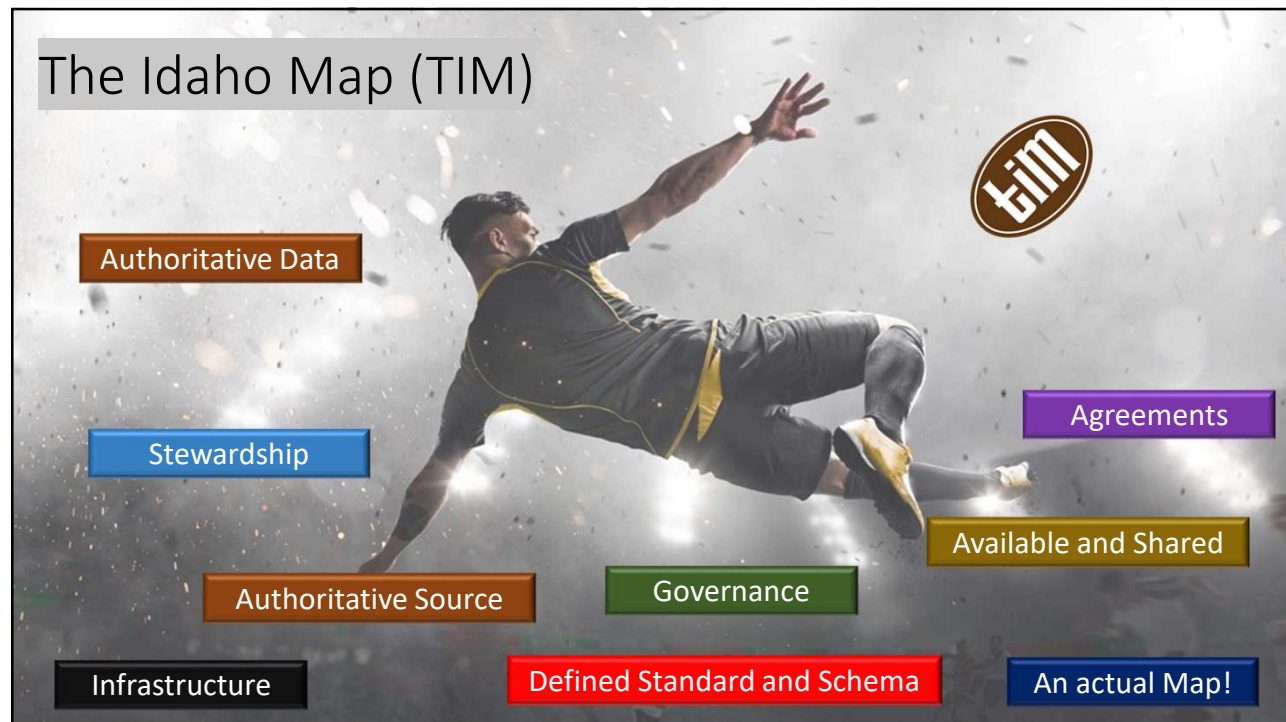 The Idaho Map (TIM)
tim
Authoritative Data
Agreements
Stewardship
Available and Shared
Authoritative Source
Governance
Infrastructure
Defined Standard and Schema
An actual Map!